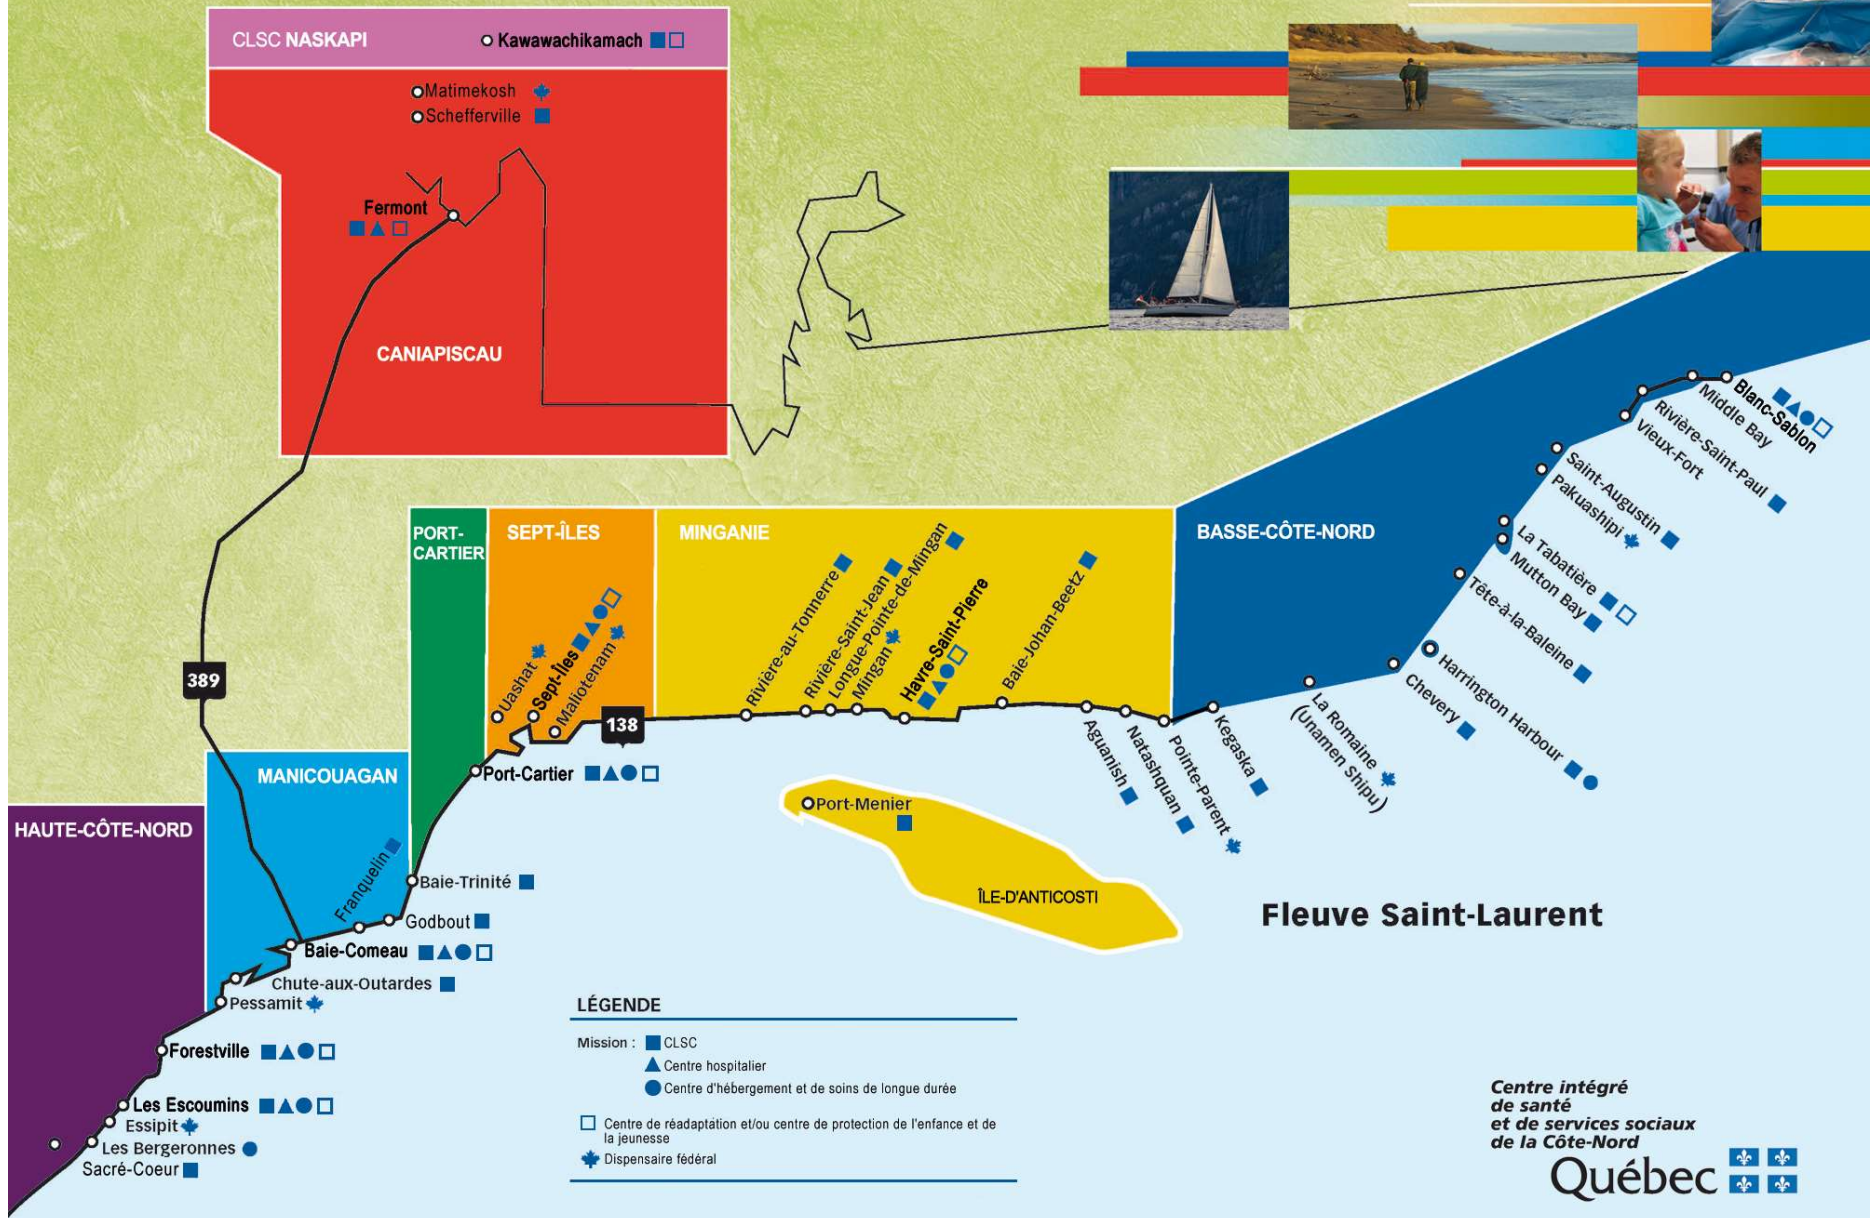 CLSC NASKAPI
Kawawachikamach
Matimekosh
Schefferville
Fermont
CANIAPISCAU
389
HAUTE-CÔTE-NORD
MANICOUAGAN
PORT-
CARTIER
SEPT-ÎLES
MINGANIE
BASSE-CÔTE-NORD
Sacré-Coeur
Les Bergeronnes
Essipit
Les Escoumins
Forestville
Pessamit
Chute-aux-Outardes
Baie-Comeau
Franquelin
Godbout
Baie-Trinité
Port-Cartier
Uashat
Sept-Îles
Maliotenam
138
Rivière-au-Tonnerre
Rivière-Saint-Jean
Longue-Pointe-de-Mingan
Mingan
Havre-Saint-Pierre
Baie-Johan-Beetz
Aguanish
Natashquan
Pointe-Parent
Port-Menier
ÎLE-D'ANTICOSTI
Kegaska
La Romaine
(Unamen Shipu)
Chevery
Harrington Harbour
Tête-à-la-Baleine
Mutton Bay
La Tabatière
Pakuashipi
Saint-Augustin
Vieux-Fort
Rivière-Saint-Paul
Middle Bay
Blanc-Sablon
Fleuve Saint-Laurent
LÉGENDE
Mission : CLSC
Centre hospitalier
Centre d'hébergement et de soins de longue durée
Centre de réadaptation et/ou centre de protection de l'enfance et de
la jeunesse
Dispensaire fédéral
Centre intégré
de santé
et de services sociaux
de la Côte-Nord
Québec